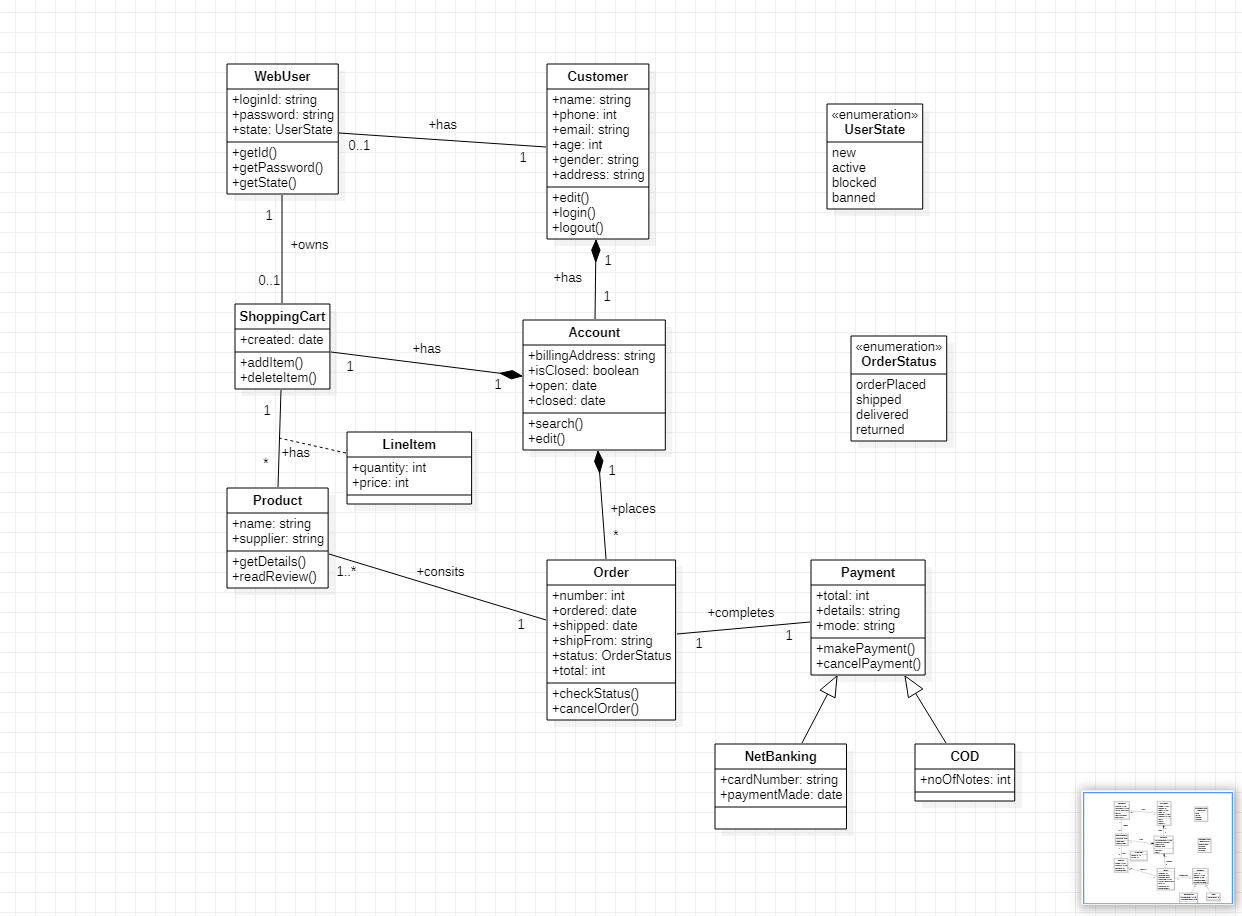 WebUser
+loginId: string
+password: string
+state: UserState
+getId()
+getPassword()
+getState()
+has
0..1
1
Customer
+name: string
+phone: int
+email: string
+age: int
+gender: string
+address: string
+edit()
+login()
+logout()
«enumeration»
UserState
new
active
blocked
banned
1
+owns
0..1
1
+has
1
ShoppingCart
+created: date
+addItem()
+deleteItem()
+has
1
1
Account
+billingAddress: string
+isClosed: boolean
+open: date
+closed: date
+search()
+edit()
«enumeration»
OrderStatus
orderPlaced
shipped
delivered
returned
1
+has
*
LineItem
+quantity: int
+price: int
1
+places
*
Product
+name: string
+supplier: string
+getDetails()
+readReview()
1..*
+consits
1
Order
+number: int
+ordered: date
+shipped: date
+shipFrom: string
+status: OrderStatus
+total: int
+checkStatus()
+cancelOrder()
+completes
1
1
Payment
+total: int
+details: string
+mode: string
+makePayment()
+cancelPayment()
NetBanking
+cardNumber: string
+paymentMade: date
COD
+noOfNotes: int